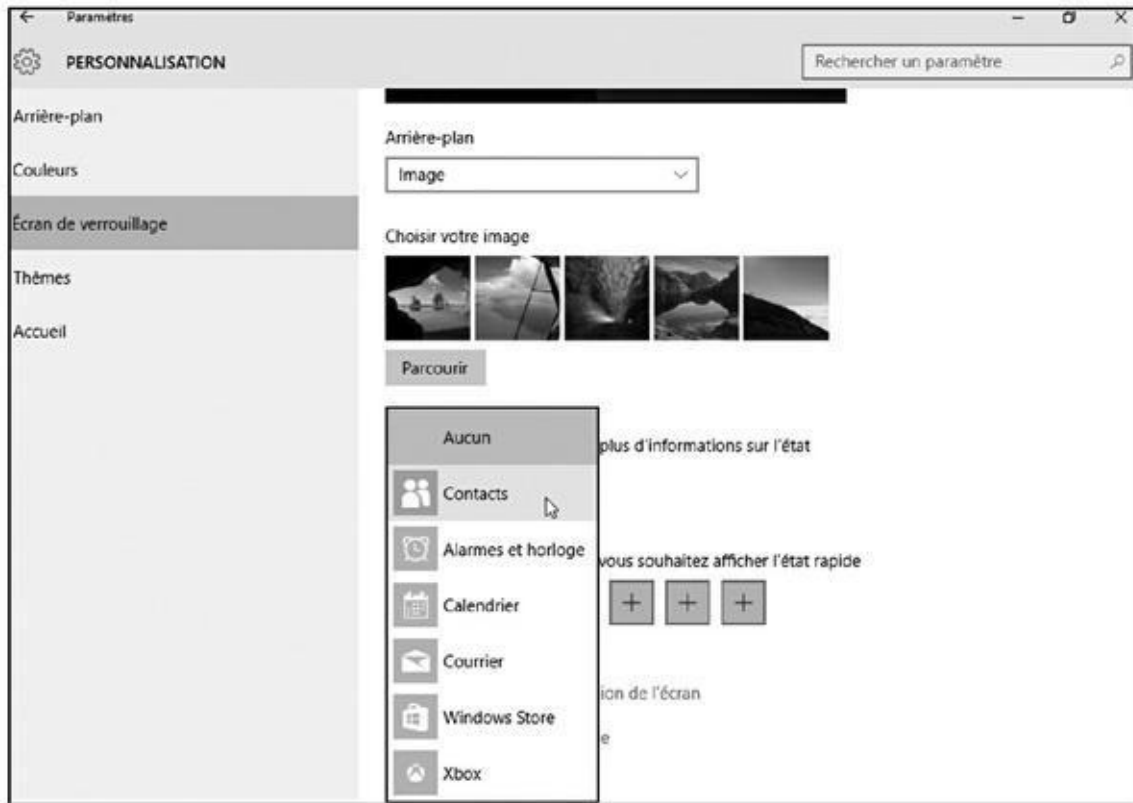 Paramètres
PERSONNALISATION
Rechercher un paramètre
Arrière-plan
Couleurs
Écran de verrouillage
Thèmes
Accueil
Arrière-plan
Image
Choisir votre image
Parcourir
Aucun
plus d'informations sur l'état
Contacts
Alarmes et horloge
vous souhaitez afficher l'état rapide
Calendrier
Courrier
ion de l'écran
Windows Store
e
Xbox